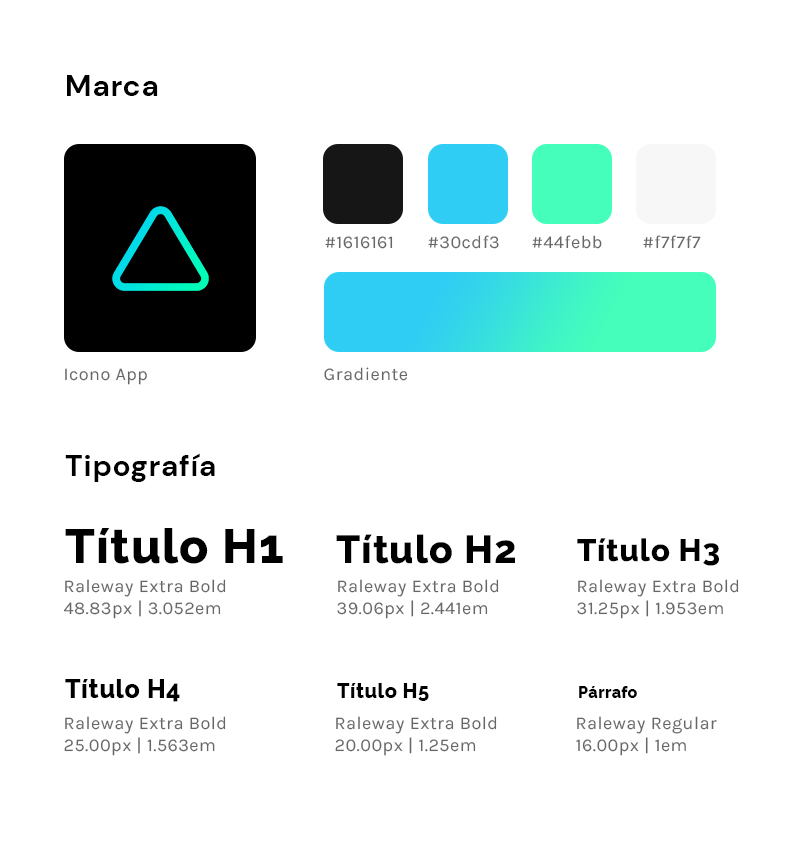 Marca
#1616161
#30cdf3
#44febb
#f7f7f7
Icono App
Gradiente
Tipografía
Título H1
Raleway Extra Bold
48.83px | 3.052em
Título H2
Raleway Extra Bold
39.06px | 2.441em
Título H3
Raleway Extra Bold
31.25px | 1.953em
Título H4
Raleway Extra Bold
25.00px | 1.563em
Título H5
Raleway Extra Bold
20.00px | 1.25em
Párrafo
Raleway Regular
16.00px | 1em